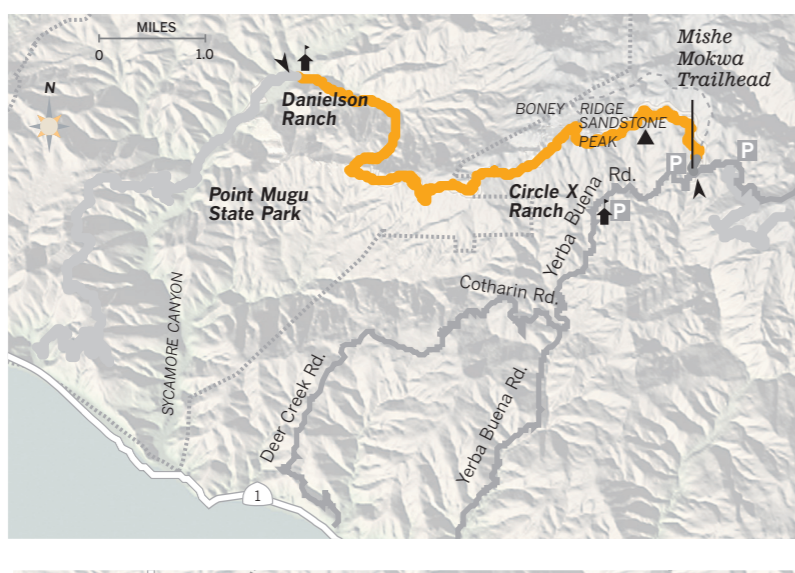 MILES
0 1.0
N
Mishe
Mokwa
Trailhead
Danielson
Ranch
BONEY RIDGE
SANDSTONE
PEAK
P
P
Point Mugu
State Park
Circle X
Ranch
P
Yerba Buena Rd.
Cotharin Rd.
SYCAMORE CANYON
Deer Creek Rd.
Yerba Buena Rd.
1